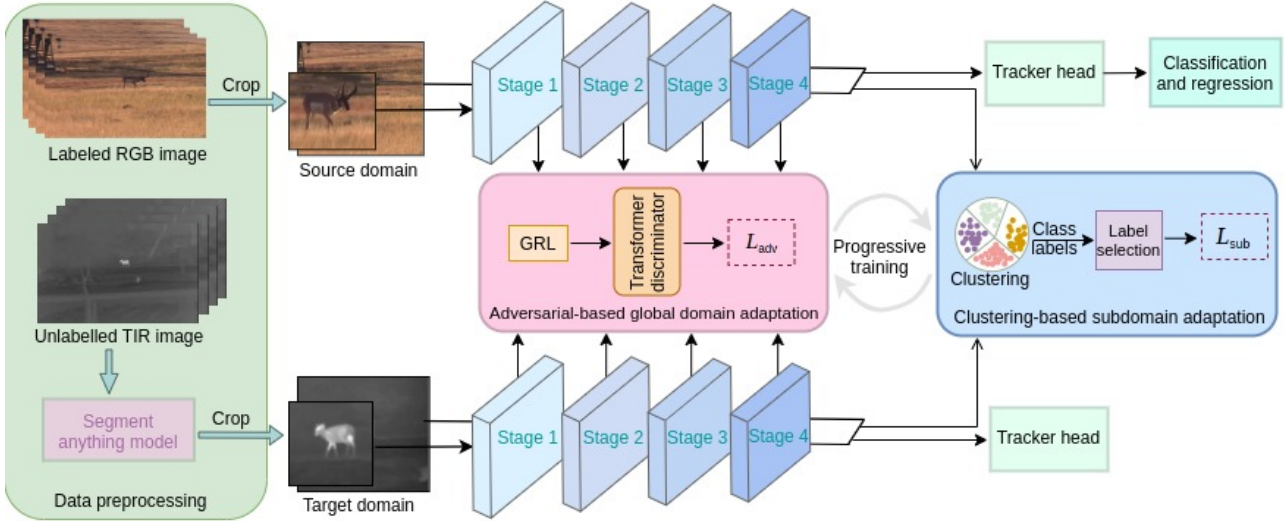 Labeled RGB image
Crop
Source domain
Unlabelled TIR image
Segment
anything model
Crop
Target domain
Data preprocessing
Stage 1
Stage 2
Stage 3
Stage 4
Tracker head
Classification
and regression
GRL
Transformer
discriminator
L_adv
Adversarial-based global domain adaptation
Progressive
training
Clustering
Class
labels
Label
selection
L_sub
Clustering-based subdomain adaptation
Stage 1
Stage 2
Stage 3
Stage 4
Tracker head